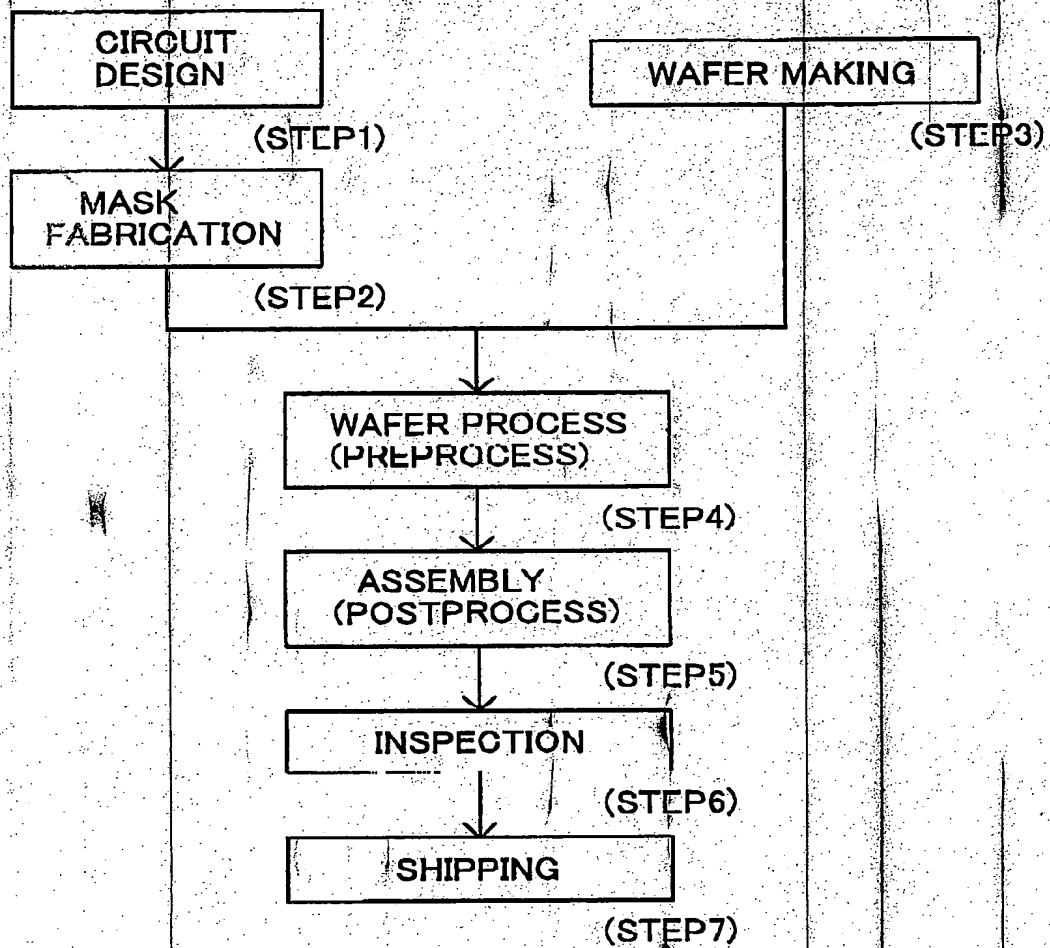 CIRCUIT
DESIGN
(STEP1)
MASK
FABRICATION
(STEP2)
WAFER MAKING
(STEP3)
WAFER PROCESS
(PREPROCESS)
(STEP4)
ASSEMBLY
(POSTPROCESS)
(STEP5)
INSPECTION
(STEP6)
SHIPPING
(STEP7)